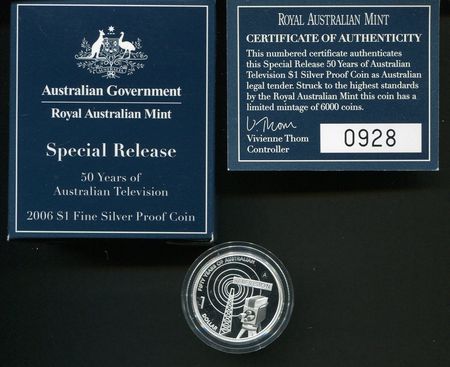 Australian Government
Royal Australian Mint
Special Release
50 Years of
Australian Television
2006 $1 Fine Silver Proof Coin
ROYAL AUSTRALIAN MINT
CERTIFICATE OF AUTHENTICITY
This numbered certificate authenticates
this Special Release 50 Years of Australian
Television $1 Silver Proof Coin as Australian
legal tender. Struck to the highest standards
by the Royal Australian Mint this coin has a
limited mintage of 6000 coins.
Vivienne Thom
Controller
0928
FIFTY YEARS OF AUSTRALIAN
TELEVISION
1
DOLLAR